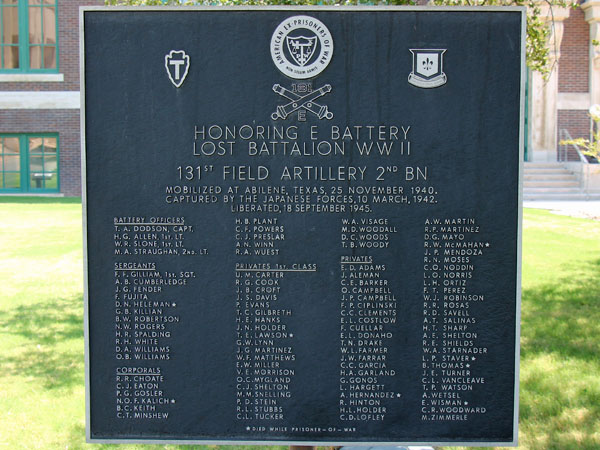 AMERICAN EX-PRISONERS OF WAR
T
LOST BATTALION
NON SOLUM ARMIS
131
E
HONORING E BATTERY
LOST BATTALION WW II
131ST FIELD ARTILLERY 2ND BN
MOBILIZED AT ABILENE, TEXAS, 25 NOVEMBER 1940.
CAPTURED BY THE JAPANESE FORCES, 10 MARCH, 1942.
LIBERATED, 18 SEPTEMBER 1945.
BATTERY OFFICERS
T. A. DODSON, CAPT.
H.G. ALLEN, 1st. LT.
W.R. SLONE, 1st. LT.
M.A. STRAUGHAN, 2nd. LT.
SERGEANTS
F.F. GILLIAM, 1st. SGT.
A.B. CUMBERLEDGE
J.G. FENDER
F. FUJITA
D.N. HELEMAN★
G.B. KILLIAN
B.W. ROBERTSON
N.W. ROGERS
H.R. SPALDING
R.H. WHITE
D.A. WILLIAMS
O.B. WILLIAMS
CORPORALS
R.R. CHOATE
C.J. EATON
P.G. GOSLER
N.O.F. KALICH★
B.C. KEITH
C.T. MINSHEW
H.B. PLANT
C.F. POWERS
C.J. PRESLAR
A.N. WINN
R.A. WUEST
PRIVATES 1st. CLASS
U.M. CARTER
R.G. COOK
J.B. CROFT
J.S. DAVIS
P. EVANS
T.C. GILBRETH
H.E. HANKS
J.N. HOLDER
T.E. LAWSON★
G.W. LYNN
J.G. MARTINEZ
W.F. MATTHEWS
E.W. MILLER
V.E. MORRISON
O.C. McGLAND
C.J. SHELTON
M.M. SNELLING
P.D. STEIN
R.L. STUBBS
C.L. TUCKER
W.A. VISAGE
M.D. WOODALL
D.C. WOODS
T.B. WOODY
PRIVATES
E.D. ADAMS
J. ALEMAN
C.E. BARKER
O. CAMPBELL
J.P. CAMPBELL
F.P. CIPLINSKI
C.C. CLEMENTS
E.L. COSTLOW
F. CUELLAR
E.L. DONAHO
T.N. DRAKE
W.L. FARMER
J.W. FARRAR
C.C. GARCIA
H.A. GARLAND
G. GONOS
L. HARGETT
A. HERNANDEZ★
R. HINTON
H.L. HOLDER
C.D. LOFLEY
A.W. MARTIN
R.P. MARTINEZ
D.G. MAYO
R.W. McMAHAN★
J.P. MENDOZA
R.N. MOSES
C.O. NODDIN
L.O. NORRIS
L.H. ORTIZ
F.T. PEREZ
W.J. ROBINSON
R.R. ROSAS
R.D. SAVELL
A.T. SALINAS
H.T. SHARP
A.E. SHELTON
R.E. SHIELDS
W.A. STARNADER
L.P. STAVER★
B. THOMAS★
J.E. TURNER
C.L. VANCLEAVE
T.P. WATSON
A. WETSEL
E. WISMAN★
C.R. WOODWARD
M. ZIMMERLE
★DIED WHILE PRISONER-OF-WAR